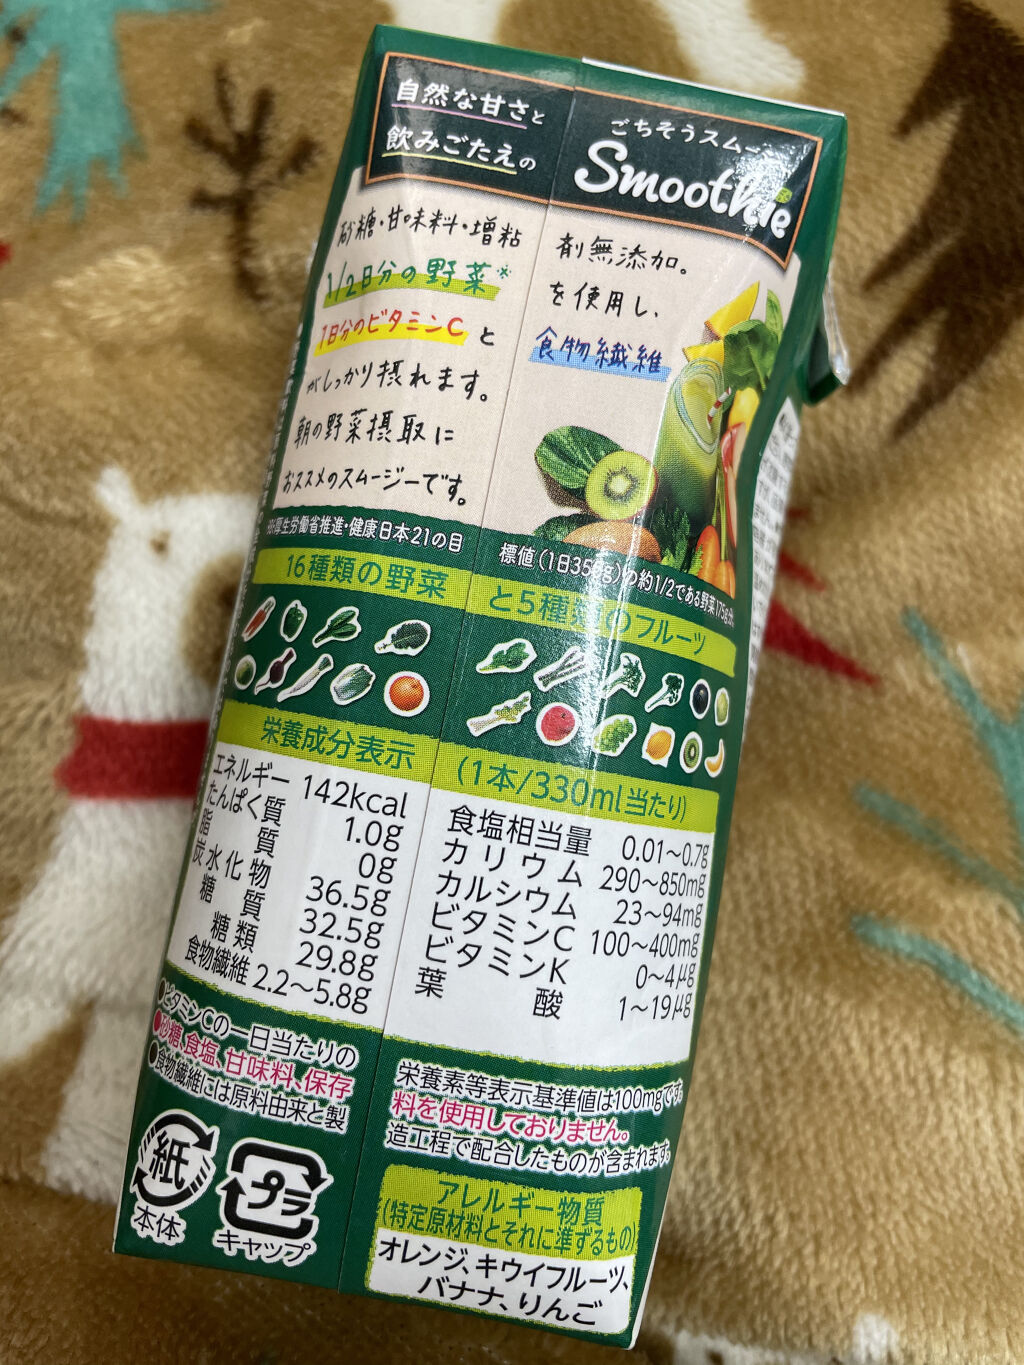 自然な甘さと
飲みごたえの
ごちそうスムー
Smoothie
砂糖・甘味料・増粘剤無添加。
1/2日分の野菜※を使用し、
1日分のビタミンCと食物繊維
がしっかり摂れます。
朝の野菜摂取に
おススメのスムージーです。
厚生労働省推進・健康日本21の目標値(1日350g)の約1/2である野菜175g分
16種類の野菜と5種類のフルーツ
栄養成分表示(1本/330ml当たり)
エネルギー 142kcal
たんぱく質 1.0g
脂質 0g
炭水化物 36.5g
糖質 32.5g
糖類 29.8g
食物繊維 2.2〜5.8g
食塩相当量 0.01〜0.7g
カリウム 290〜850mg
カルシウム 23〜94mg
ビタミンC 100〜400mg
ビタミンK 0〜4μg
葉酸 1〜19μg
●ビタミンCの一日当たりの栄養素等表示基準値は100mgです。
●砂糖、食塩、甘味料、保存料を使用しておりません。
●食物繊維には原料由来と製造工程で配合したものが含まれます。
紙
本体
プラ
キャップ
アレルギー物質
(特定原材料とそれに準ずるもの)
オレンジ、キウイフルーツ、
バナナ、りんご